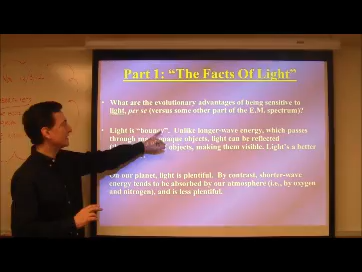 Part 1: "The Facts Of Light"
What are the evolutionary advantages of being sensitive to
light, per se (versus some other part of the E.M. spectrum)?
Light is "bouncy". Unlike longer-wave energy, which passes
through most opaque objects, light can be reflected
objects, making them visible. Light's a better
On our planet, light is plentiful. By contrast, shorter-wave
energy tends to be absorbed by our atmosphere (i.e., by oxygen
and nitrogen), and is less plentiful.